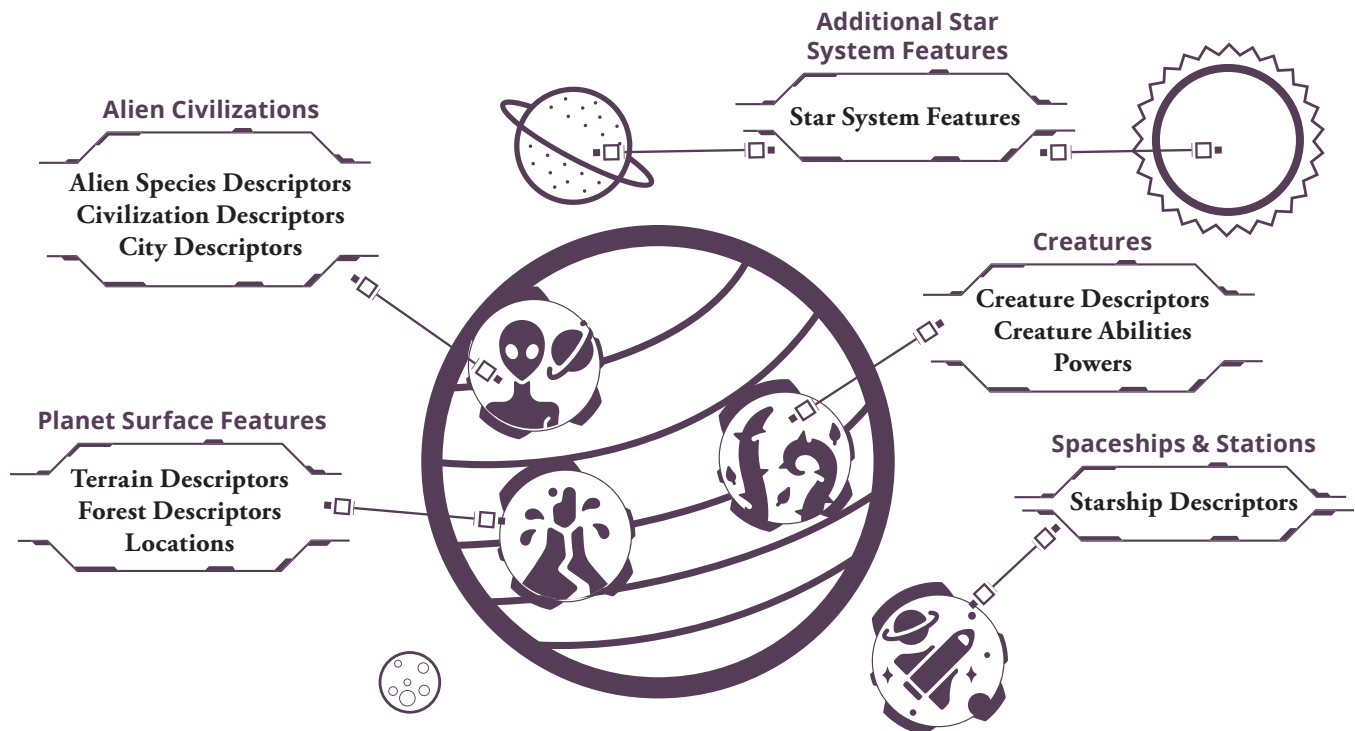 Additional Star
System Features
Star System Features
Alien Civilizations
Alien Species Descriptors
Civilization Descriptors
City Descriptors
Creatures
Creature Descriptors
Creature Abilities
Powers
Planet Surface Features
Terrain Descriptors
Forest Descriptors
Locations
Spaceships & Stations
Starship Descriptors